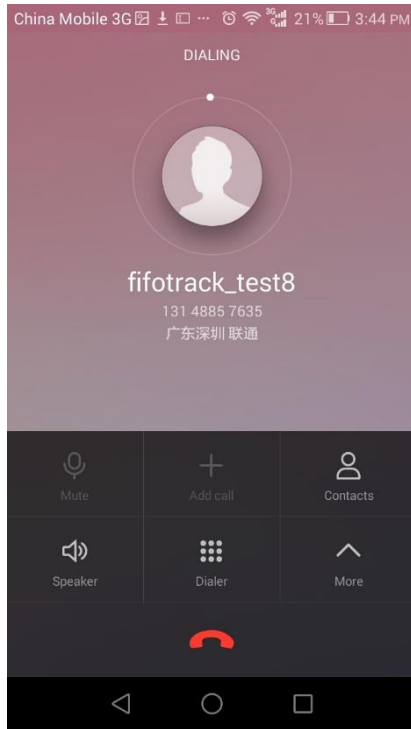 China Mobile 3G ... 3G G 21% 3:44 PM
DIALING
fifotrack_test8
131 4885 7635
广东深圳 联通
Mute Add call Contacts
Speaker Dialer More